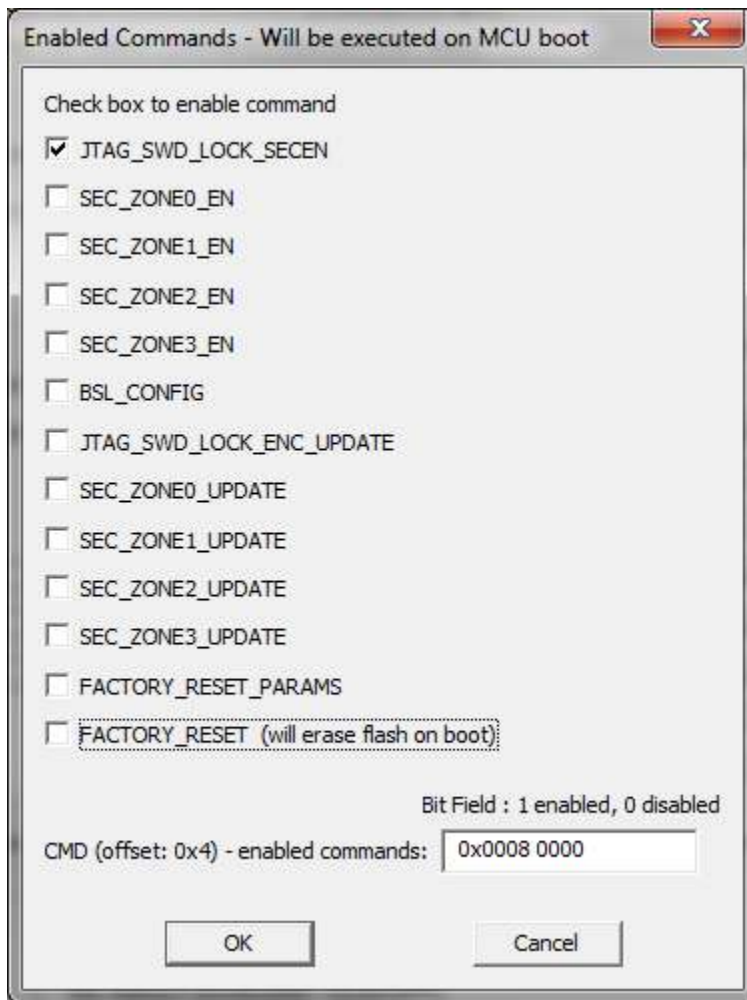 Enabled Commands - Will be executed on MCU boot
Check box to enable command
JTAG_SWD_LOCK_SECEN
SEC_ZONE0_EN
SEC_ZONE1_EN
SEC_ZONE2_EN
SEC_ZONE3_EN
BSL_CONFIG
JTAG_SWD_LOCK_ENC_UPDATE
SEC_ZONE0_UPDATE
SEC_ZONE1_UPDATE
SEC_ZONE2_UPDATE
SEC_ZONE3_UPDATE
FACTORY_RESET_PARAMS
FACTORY_RESET (will erase flash on boot)
Bit Field : 1 enabled, 0 disabled
CMD (offset: 0x4) - enabled commands: 0x0008 0000
OK Cancel